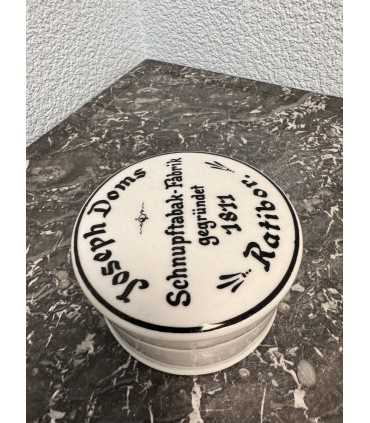 Joseph Doms
Schnupftabak-Fabrik
gegründet
1811
Ratibor.